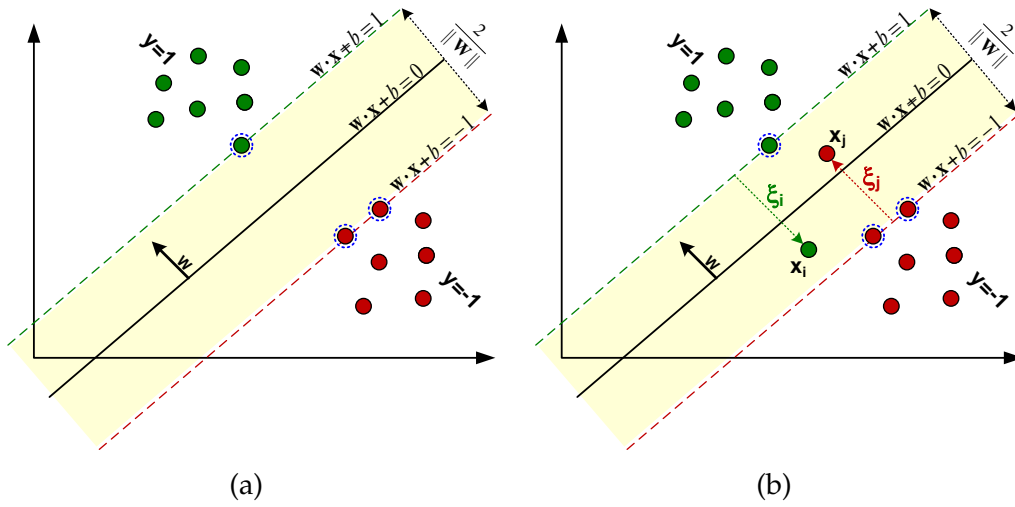 y=1
w·x+b=1
2
||w||
w·x+b=0
w·x+b=−1
w
y=-1
(a)
y=1
w·x+b=1
2
||w||
w·x+b=0
x_j
w·x+b=−1
ξ_i
ξ_j
w
x_i
y=-1
(b)